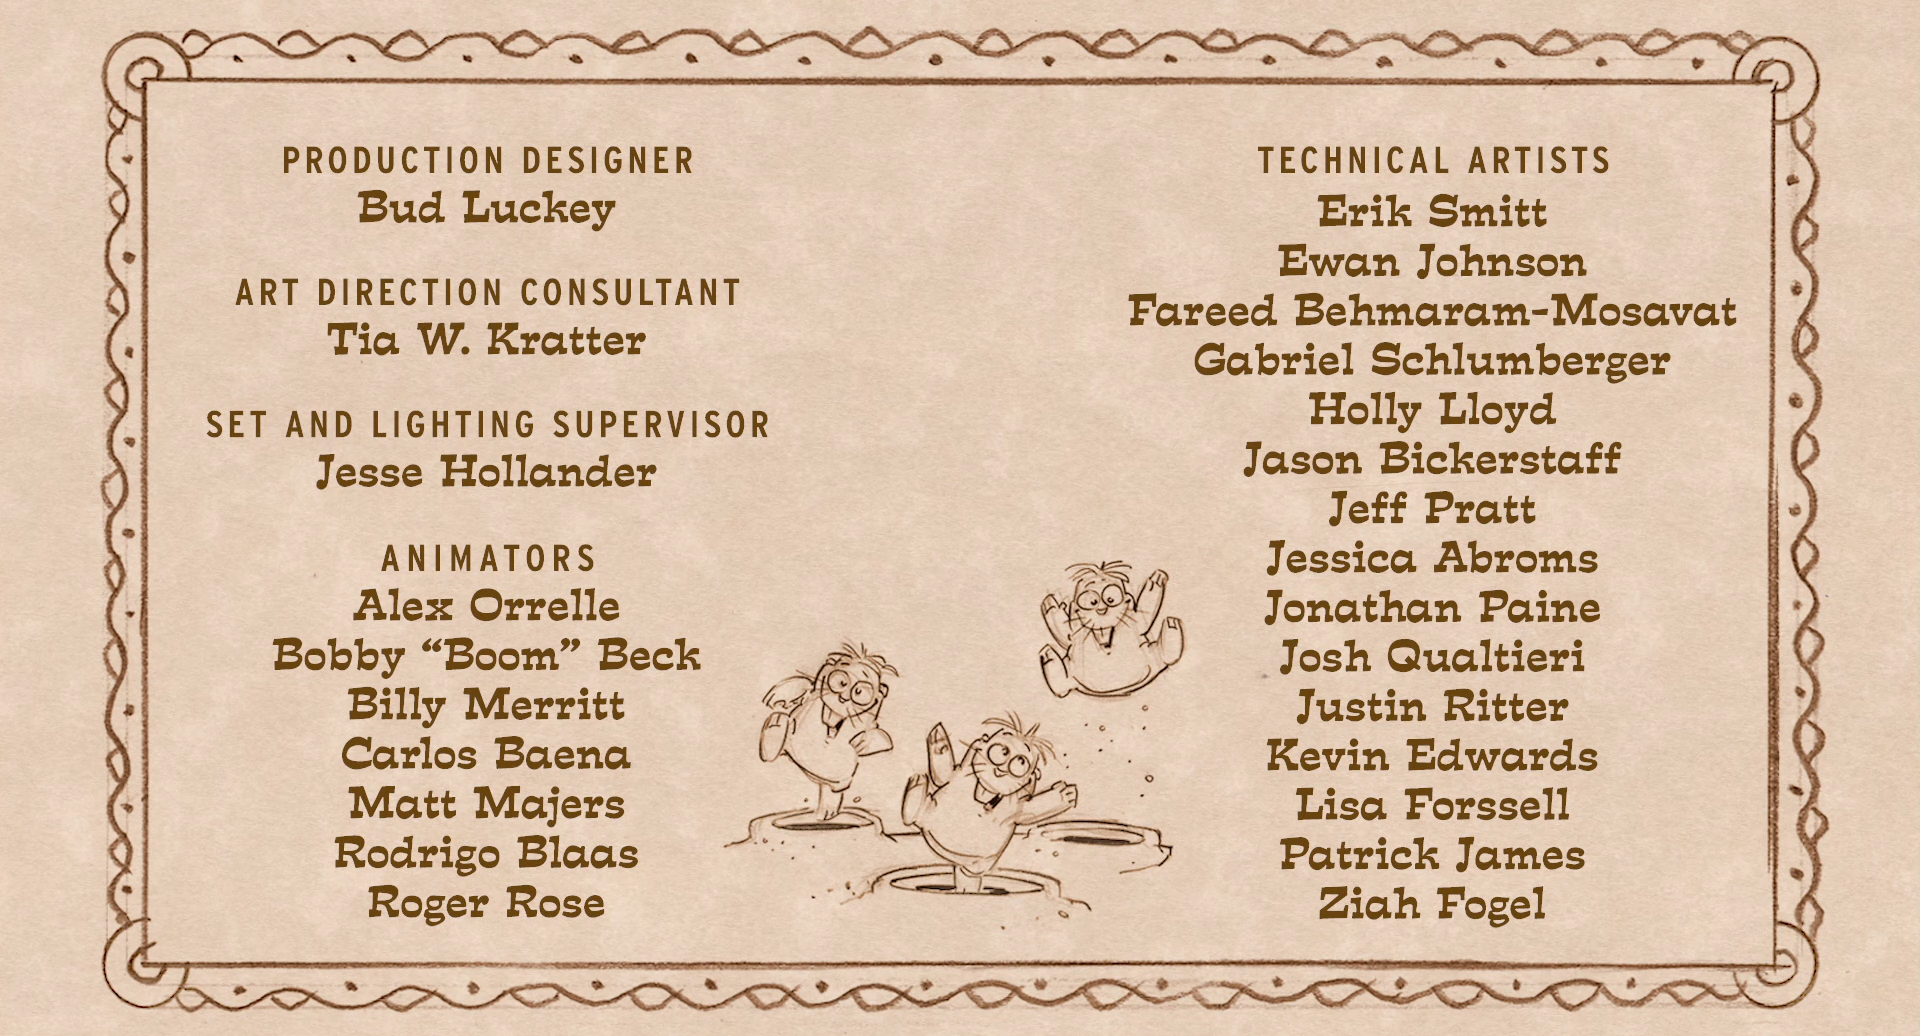 PRODUCTION DESIGNER
Bud Luckey
ART DIRECTION CONSULTANT
Tia W. Kratter
SET AND LIGHTING SUPERVISOR
Jesse Hollander
ANIMATORS
Alex Orrelle
Bobby “Boom” Beck
Billy Merritt
Carlos Baena
Matt Majers
Rodrigo Blaas
Roger Rose
TECHNICAL ARTISTS
Erik Smitt
Ewan Johnson
Fareed Behmaram-Mosavat
Gabriel Schlumberger
Holly Lloyd
Jason Bickerstaff
Jeff Pratt
Jessica Abroms
Jonathan Paine
Josh Qualtieri
Justin Ritter
Kevin Edwards
Lisa Forssell
Patrick James
Ziah Fogel